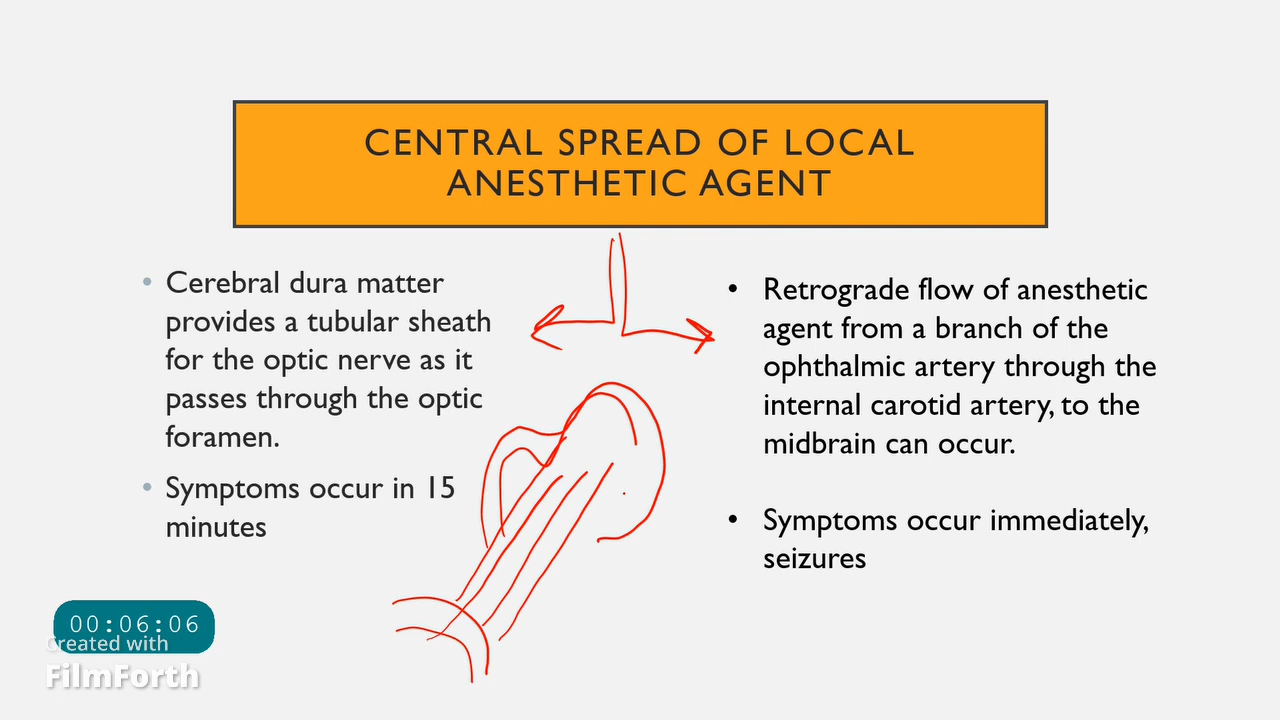 CENTRAL SPREAD OF LOCAL
ANESTHETIC AGENT
• Cerebral dura matter
provides a tubular sheath
for the optic nerve as it
passes through the optic
foramen.
• Symptoms occur in 15
minutes
• Retrograde flow of anesthetic
agent from a branch of the
ophthalmic artery through the
internal carotid artery, to the
midbrain can occur.
• Symptoms occur immediately,
seizures
00:06:06
Created with
FilmForth